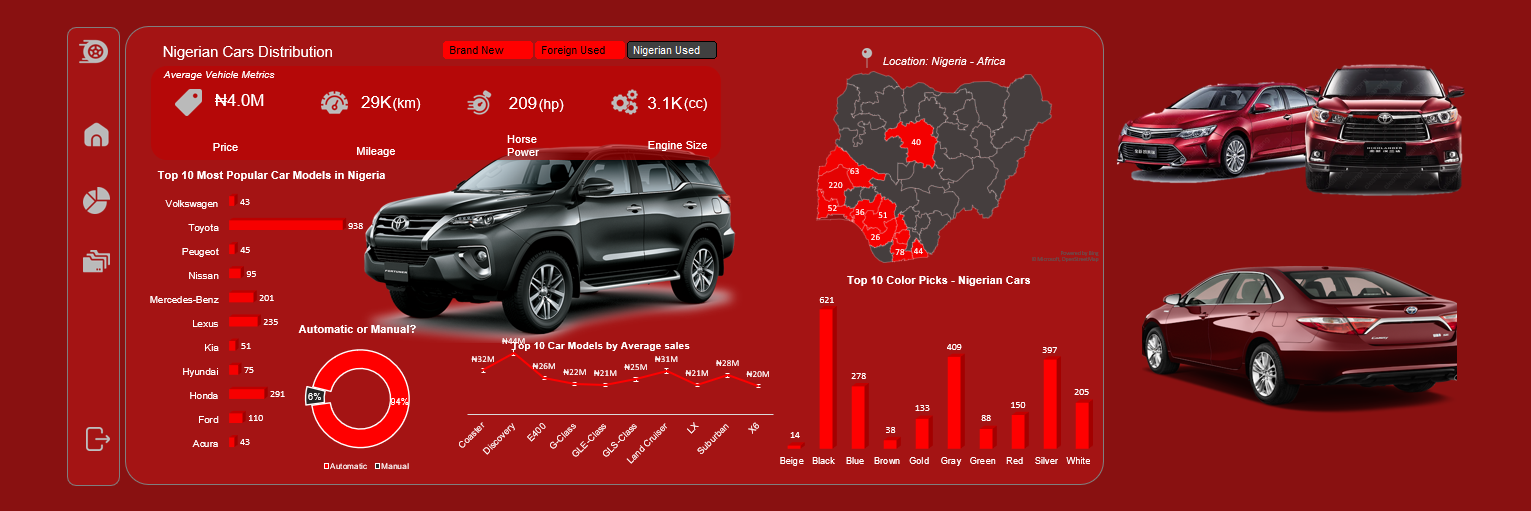 Nigerian Cars Distribution
Brand New
Foreign Used
Nigerian Used
Average Vehicle Metrics
₦4.0M
29K(km)
209(hp)
3.1K(cc)
Price
Mileage
Horse
Power
Engine Size
Location: Nigeria - Africa
40
63
220
52
36
51
26
78
44
Top 10 Most Popular Car Models in Nigeria
Volkswagen 43
Toyota 938
Peugeot 45
Nissan 95
Mercedes-Benz 201
Lexus 235
Kia 51
Hyundai 75
Honda 291
Ford 110
Acura 43
FORTUNER
Automatic or Manual?
6%
94%
Automatic Manual
Top 10 Car Models by Average sales
₦32M
₦44M
₦26M
₦22M
₦21M
₦25M
₦31M
₦21M
₦28M
₦20M
Coaster
Discovery
E400
G-Class
GLE-Class
GLS-Class
Land Cruiser
LX
Suburban
X6
Top 10 Color Picks - Nigerian Cars
14
621
278
38
133
409
88
150
397
205
Beige
Black
Blue
Brown
Gold
Gray
Green
Red
Silver
White
HIGHLANDER
Camry